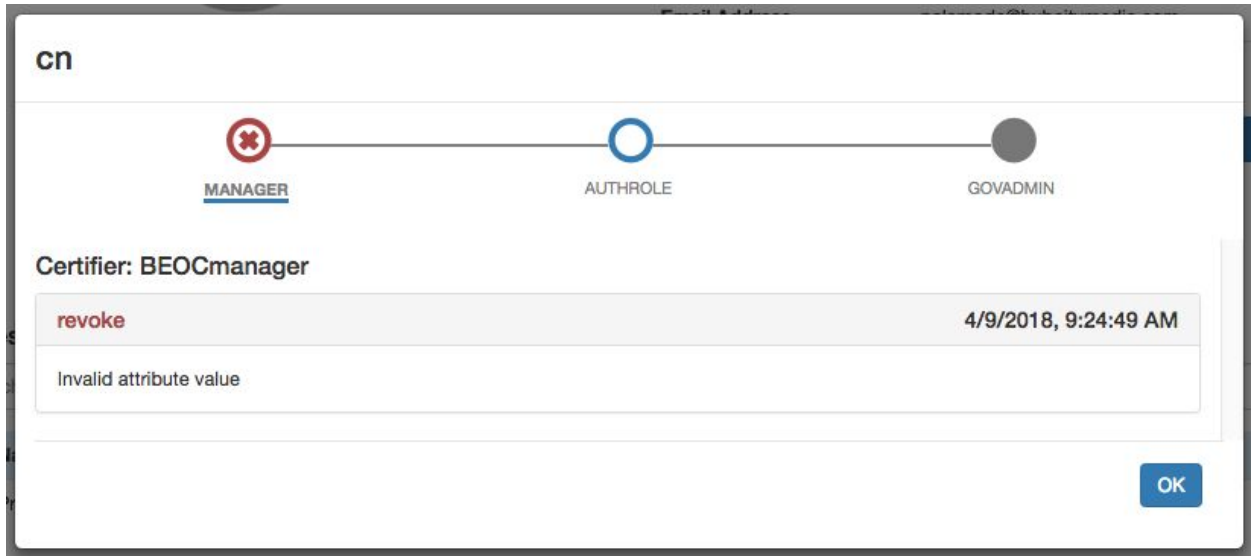 cn
MANAGER
AUTHROLE
GOVADMIN
Certifier: BEOCmanager
revoke 4/9/2018, 9:24:49 AM
Invalid attribute value
OK